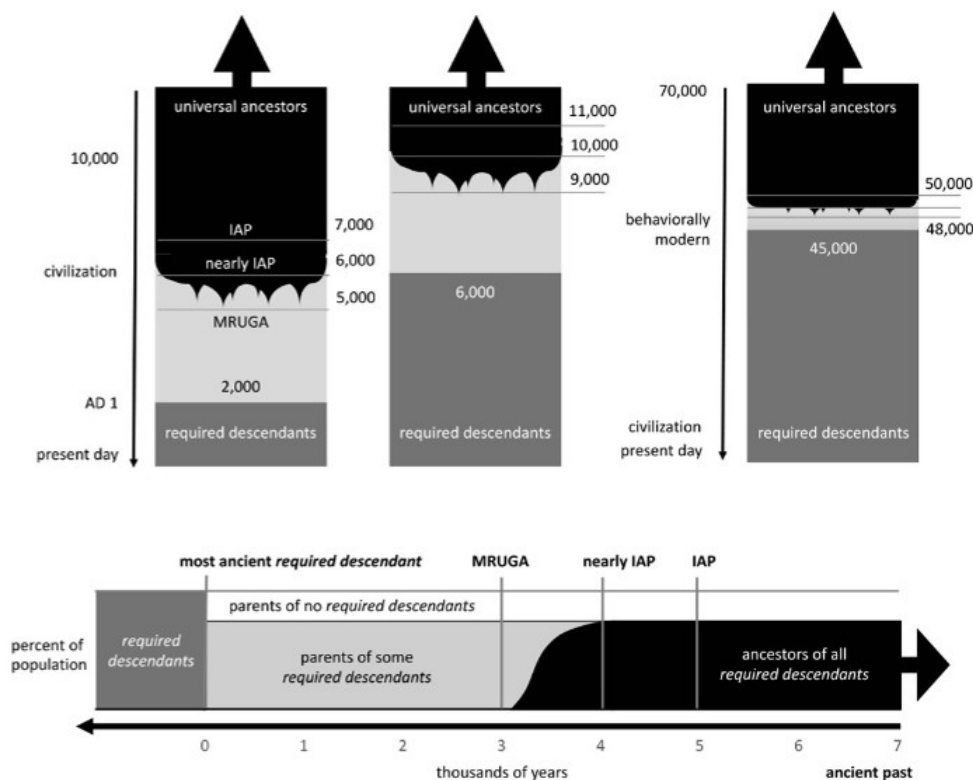 universal ancestors
10,000
7,000
IAP
6,000
nearly IAP
civilization
5,000
MRUGA
2,000
AD 1
required descendants
present day
universal ancestors
11,000
10,000
9,000
6,000
required descendants
70,000
universal ancestors
50,000
behaviorally
modern
48,000
45,000
civilization
present day
required descendants
most ancient required descendant
MRUGA
nearly IAP
IAP
parents of no required descendants
percent of
population
required
descendants
parents of some
required descendants
ancestors of all
required descendants
0
1
2
3
4
5
6
7
thousands of years
ancient past